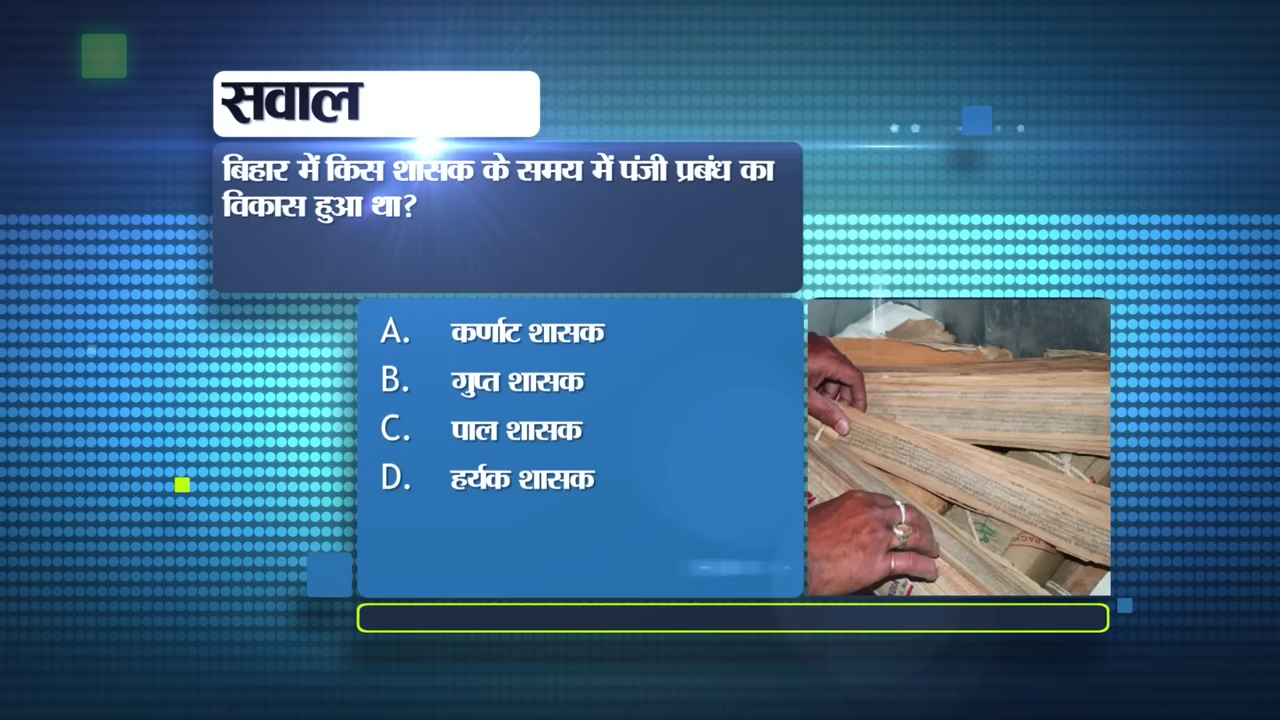 सवाल
बिहार में किस शासक के समय में पंजी प्रबंध का
विकास हुआ था?
A. कर्णाट शासक
B. गुप्त शासक
C. पाल शासक
D. हर्यक शासक